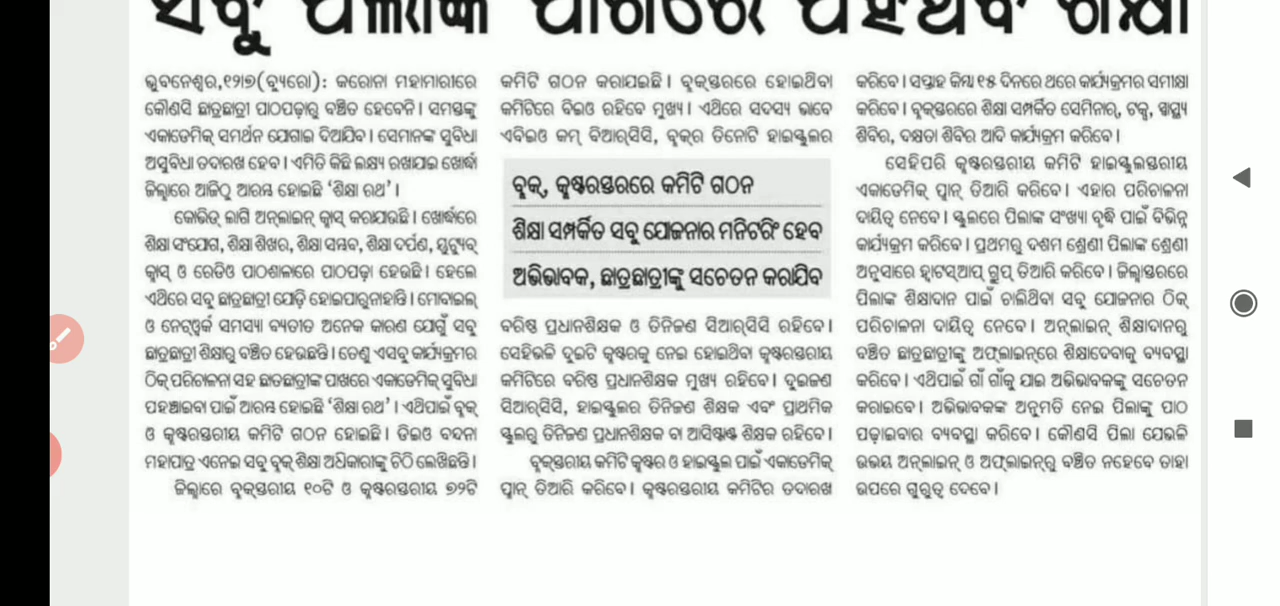 ସବୁ ପିଲାଙ୍କ ପାଖରେ ପହଞ୍ଚିବ ଶିକ୍ଷା
ଭୁବନେଶ୍ୱର,୧୨।୭(ବ୍ୟୁରୋ): କରୋନା ମହାମାରୀରେ
କୌଣସି ଛାତ୍ରଛାତ୍ରୀ ପାଠପଢ଼ାରୁ ବଞ୍ଚିତ ହେବେନି। ସମସ୍ତଙ୍କୁ
ଏକାଡେମିକ୍ ସମର୍ଥନ ଯୋଗାଇ ଦିଆଯିବ। ସେମାନଙ୍କ ସୁବିଧା
ଅସୁବିଧା ତଦାରଖ ହେବ। ଏମିତି କିଛି ଲକ୍ଷ୍ୟ ରଖାଯାଇ ଖୋର୍ଦ୍ଧା
ଜିଲ୍ଲାରେ ଆଜିଠୁ ଆରମ୍ଭ ହୋଇଛି ‘ଶିକ୍ଷା ରଥ’।
କୋଭିଡ୍ ଲାଗି ଅନ୍‌ଲାଇନ୍ କ୍ଲାସ୍ କରାଯାଉଛି। ଖୋର୍ଦ୍ଧାରେ
ଶିକ୍ଷା ସଂଯୋଗ, ଶିକ୍ଷା ଶିଖର, ଶିକ୍ଷା ସମ୍ଭବ, ଶିକ୍ଷା ଦର୍ପଣ, ୟୁଟ୍ୟୁବ୍
କ୍ଲାସ୍ ଓ ରେଡିଓ ପାଠଶାଳାରେ ପାଠପଢ଼ା ହେଉଛି। ହେଲେ
ଏଥିରେ ସବୁ ଛାତ୍ରଛାତ୍ରୀ ଯୋଡ଼ି ହୋଇପାରୁନାହାନ୍ତି। ମୋବାଇଲ୍
ଓ ନେଟ୍ୱର୍କ ସମସ୍ୟା ବ୍ୟତୀତ ଅନେକ କାରଣ ଯୋଗୁଁ ସବୁ
ଛାତ୍ରଛାତ୍ରୀ ଶିକ୍ଷାରୁ ବଞ୍ଚିତ ହେଉଛନ୍ତି। ତେଣୁ ଏସବୁ କାର୍ଯ୍ୟକ୍ରମର
ଠିକ୍ ପରିଚାଳନା ସହ ଛାତଛାତ୍ରୀଙ୍କ ପାଖରେ ଏକାଡେମିକ୍ ସୁବିଧା
ପହଞ୍ଚାଇବା ପାଇଁ ଆରମ୍ଭ ହୋଇଛି ‘ଶିକ୍ଷା ରଥ’। ଏଥିପାଇଁ ବ୍ଲକ୍
ଓ କ୍ଲଷ୍ଟରସ୍ତରୀୟ କମିଟି ଗଠନ ହୋଇଛି। ଡିଇଓ ବନ୍ଦନା
ମହାପାତ୍ର ଏନେଇ ସବୁ ବ୍ଲକ୍ ଶିକ୍ଷା ଅଧିକାରୀଙ୍କୁ ଚିଠି ଲେଖିଛନ୍ତି।
ଜିଲ୍ଲାରେ ବ୍ଲକ୍‌ସ୍ତରୀୟ ୧୦ଟି ଓ କ୍ଲଷ୍ଟରସ୍ତରୀୟ ୭୨ଟି
କମିଟି ଗଠନ କରାଯାଇଛି। ବ୍ଲକ୍‌ସ୍ତରରେ ହୋଇଥିବା
କମିଟିରେ ବିଇଓ ରହିବେ ମୁଖ୍ୟ। ଏଥିରେ ସଦସ୍ୟ ଭାବେ
ଏବିଇଓ କମ୍ ବିଆର୍‌ସିସି, ବ୍ଲକ୍‌ର ତିନୋଟି ହାଇସ୍କୁଲର
ବ୍ଲକ୍, କ୍ଲଷ୍ଟରସ୍ତରରେ କମିଟି ଗଠନ
ଶିକ୍ଷା ସମ୍ପର୍କିତ ସବୁ ଯୋଜନାର ମନିଟରିଂ ହେବ
ଅଭିଭାବକ, ଛାତ୍ରଛାତ୍ରୀଙ୍କୁ ସଚେତନ କରାଯିବ
ବରିଷ୍ଠ ପ୍ରଧାନଶିକ୍ଷକ ଓ ତିନିଜଣ ସିଆର୍‌ସିସି ରହିବେ।
ସେହିଭଳି ଦୁଇଟି କ୍ଲଷ୍ଟରକୁ ନେଇ ହୋଇଥିବା କ୍ଲଷ୍ଟରସ୍ତରୀୟ
କମିଟିରେ ବରିଷ୍ଠ ପ୍ରଧାନଶିକ୍ଷକ ମୁଖ୍ୟ ରହିବେ। ଦୁଇଜଣ
ସିଆର୍‌ସିସି, ହାଇସ୍କୁଲର ତିନିଜଣ ଶିକ୍ଷକ ଏବଂ ପ୍ରାଥମିକ
ସ୍କୁଲରୁ ତିନିଜଣ ପ୍ରଧାନଶିକ୍ଷକ ବା ଆସିଷ୍ଟାଣ୍ଟ ଶିକ୍ଷକ ରହିବେ।
ବ୍ଲକ୍‌ସ୍ତରୀୟ କମିଟି କ୍ଲଷ୍ଟର ଓ ହାଇସ୍କୁଲ ପାଇଁ ଏକାଡେମିକ୍
ପ୍ଲାନ୍ ତିଆରି କରିବେ। କ୍ଲଷ୍ଟରସ୍ତରୀୟ କମିଟିର ତଦାରଖ
କରିବେ। ସପ୍ତାହ କିମ୍ବା ୧୫ ଦିନରେ ଥରେ କାର୍ଯ୍ୟକ୍ରମର ସମୀକ୍ଷା
କରିବେ। ବ୍ଲକ୍‌ସ୍ତରରେ ଶିକ୍ଷା ସମ୍ପର୍କିତ ସେମିନାର୍, ଟକ୍ସ, ସ୍ୱାସ୍ଥ୍ୟ
ଶିବିର, ଦକ୍ଷତା ଶିବିର ଆଦି କାର୍ଯ୍ୟକ୍ରମ କରିବେ।
ସେହିପରି କ୍ଲଷ୍ଟରସ୍ତରୀୟ କମିଟି ହାଇସ୍କୁଲସ୍ତରୀୟ
ଏକାଡେମିକ୍ ପ୍ଲାନ୍ ତିଆରି କରିବେ। ଏହାର ପରିଚାଳନା
ଦାୟିତ୍ୱ ନେବେ। ସ୍କୁଲରେ ପିଲାଙ୍କ ସଂଖ୍ୟା ବୃଦ୍ଧି ପାଇଁ ବିଭିନ୍ନ
କାର୍ଯ୍ୟକ୍ରମ କରିବେ। ପ୍ରଥମରୁ ଦଶମ ଶ୍ରେଣୀ ପିଲାଙ୍କ ଶ୍ରେଣୀ
ଅନୁସାରେ ହ୍ୱାଟସ୍‌ଆପ୍ ଗ୍ରୁପ୍ ତିଆରି କରିବେ। ଜିଲ୍ଲାସ୍ତରରେ
ପିଲାଙ୍କ ଶିକ୍ଷାଦାନ ପାଇଁ ଚାଲିଥିବା ସବୁ ଯୋଜନାର ଠିକ୍
ପରିଚାଳନା ଦାୟିତ୍ୱ ନେବେ। ଅନ୍‌ଲାଇନ୍ ଶିକ୍ଷାଦାନରୁ
ବଞ୍ଚିତ ଛାତ୍ରଛାତ୍ରୀଙ୍କୁ ଅଫ୍‌ଲାଇନ୍‌ରେ ଶିକ୍ଷାଦେବାକୁ ବ୍ୟବସ୍ଥା
କରିବେ। ଏଥିପାଇଁ ଗାଁ ଗାଁକୁ ଯାଇ ଅଭିଭାବକଙ୍କୁ ସଚେତନ
କରାଇବେ। ଅଭିଭାବକଙ୍କ ଅନୁମତି ନେଇ ପିଲାଙ୍କୁ ପାଠ
ପଢ଼ାଇବାର ବ୍ୟବସ୍ଥା କରିବେ। କୌଣସି ପିଲା ଯେଭଳି
ଉଭୟ ଅନ୍‌ଲାଇନ୍ ଓ ଅଫ୍‌ଲାଇନ୍‌ରୁ ବଞ୍ଚିତ ନହେବେ ତାହା
ଉପରେ ଗୁରୁତ୍ୱ ଦେବେ।